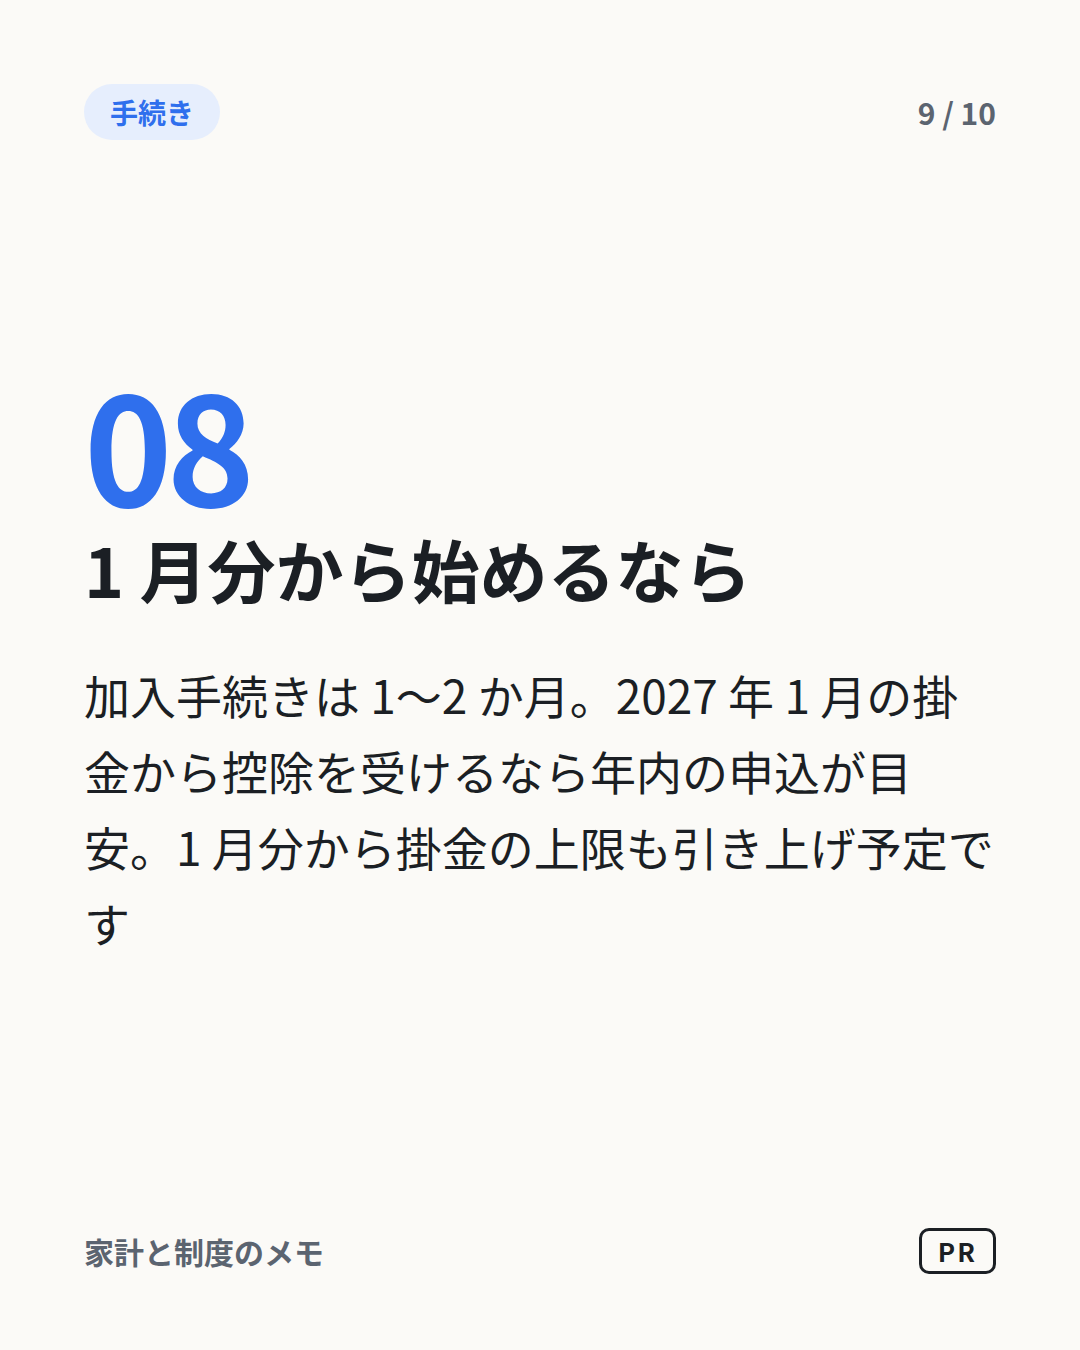 手続き
9 / 10
08
1 月分から始めるなら
加入手続きは 1〜2 か月。2027 年 1 月の掛
金から控除を受けるなら年内の申込が目
安。1 月分から掛金の上限も引き上げ予定で
す
家計と制度のメモ
PR